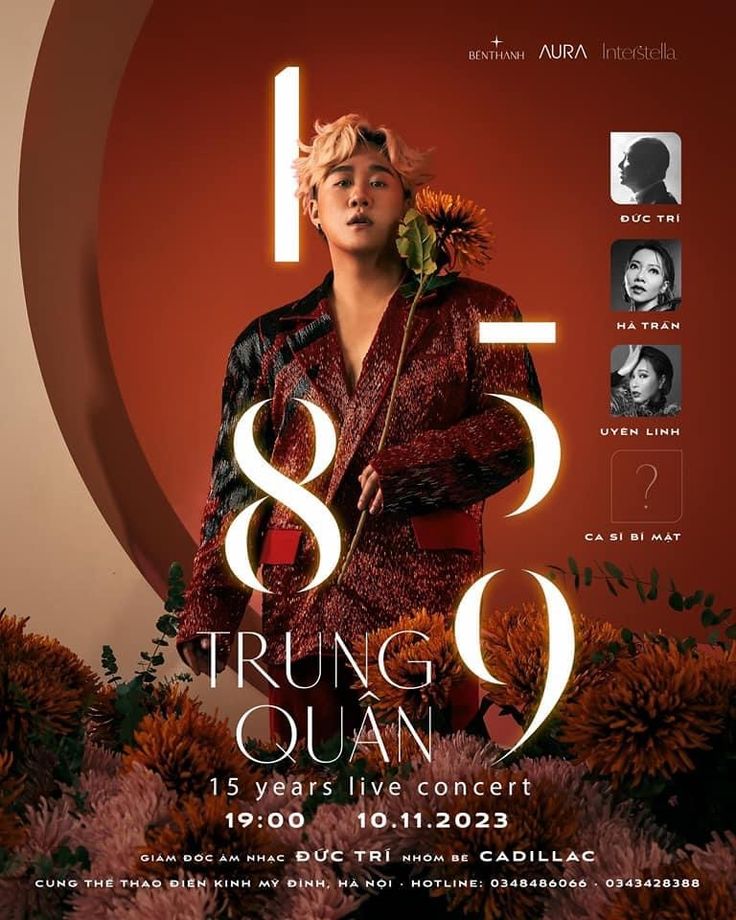 BẾNTHÀNH AURA Interstella
1
8
5
9
ĐỨC TRÍ
HÀ TRẦN
UYÊN LINH
?
CA SĨ BÍ MẬT
TRUNG
QUÂN
15 years live concert
19:00 10.11.2023
GIÁM ĐỐC ÂM NHẠC ĐỨC TRÍ NHÓM BÈ CADILLAC
CUNG THỂ THAO ĐIỀN KINH MỸ ĐÌNH, HÀ NỘI · HOTLINE: 0348486066 · 0343428388